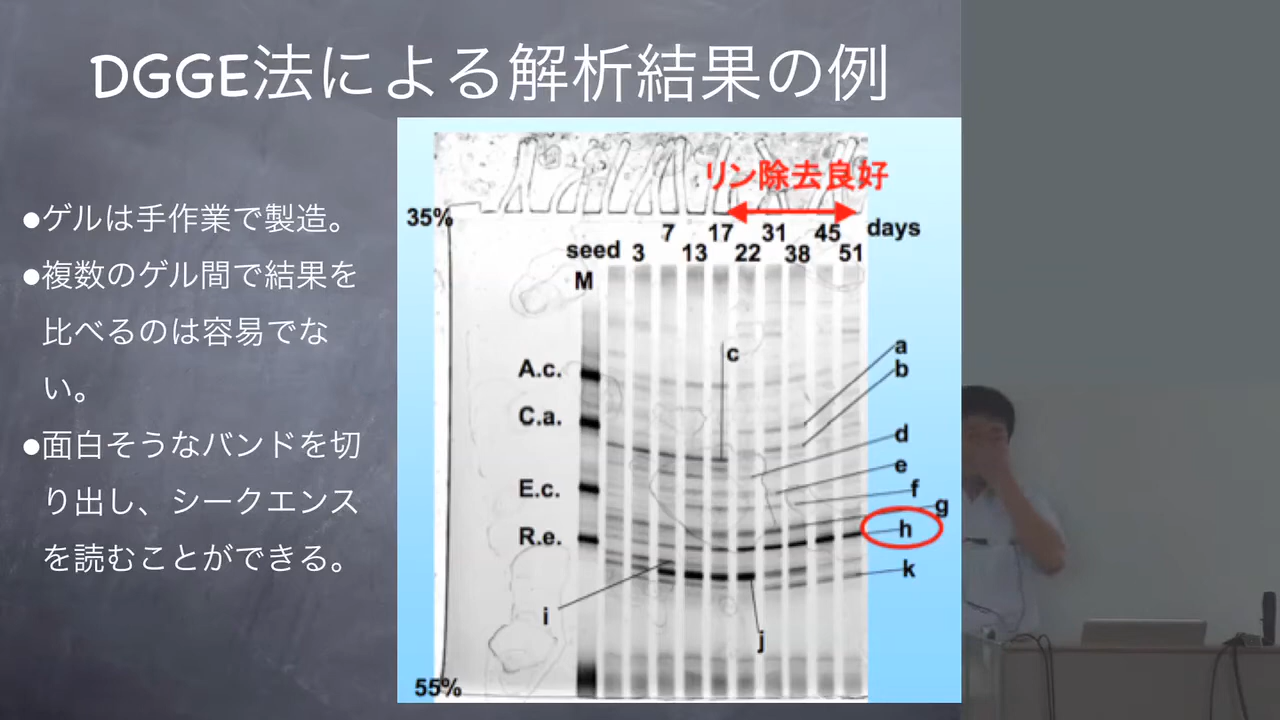 DGGE法による解析結果の例
●ゲルは手作業で製造。
●複数のゲル間で結果を
比べるのは容易でな
い。
●面白そうなバンドを切
り出し、シークエンス
を読むことができる。
リン除去良好
35%
7 17 31 45 days
seed 3 13 22 38 51
M
c
a
A.c.
b
C.a.
d
e
E.c.
f
g
R.e.
h
k
i
j
55%